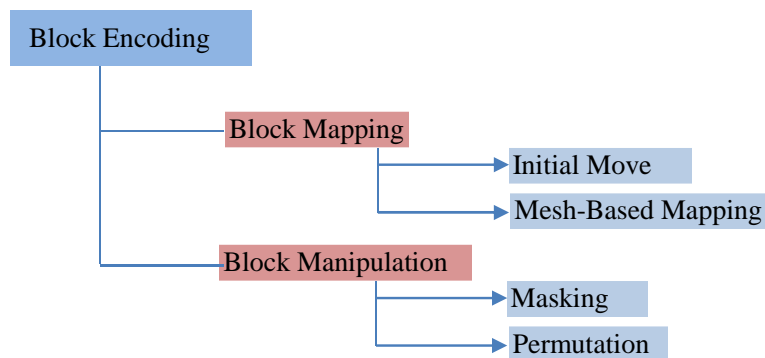 Block Encoding
Block Mapping
Initial Move
Mesh-Based Mapping
Block Manipulation
Masking
Permutation